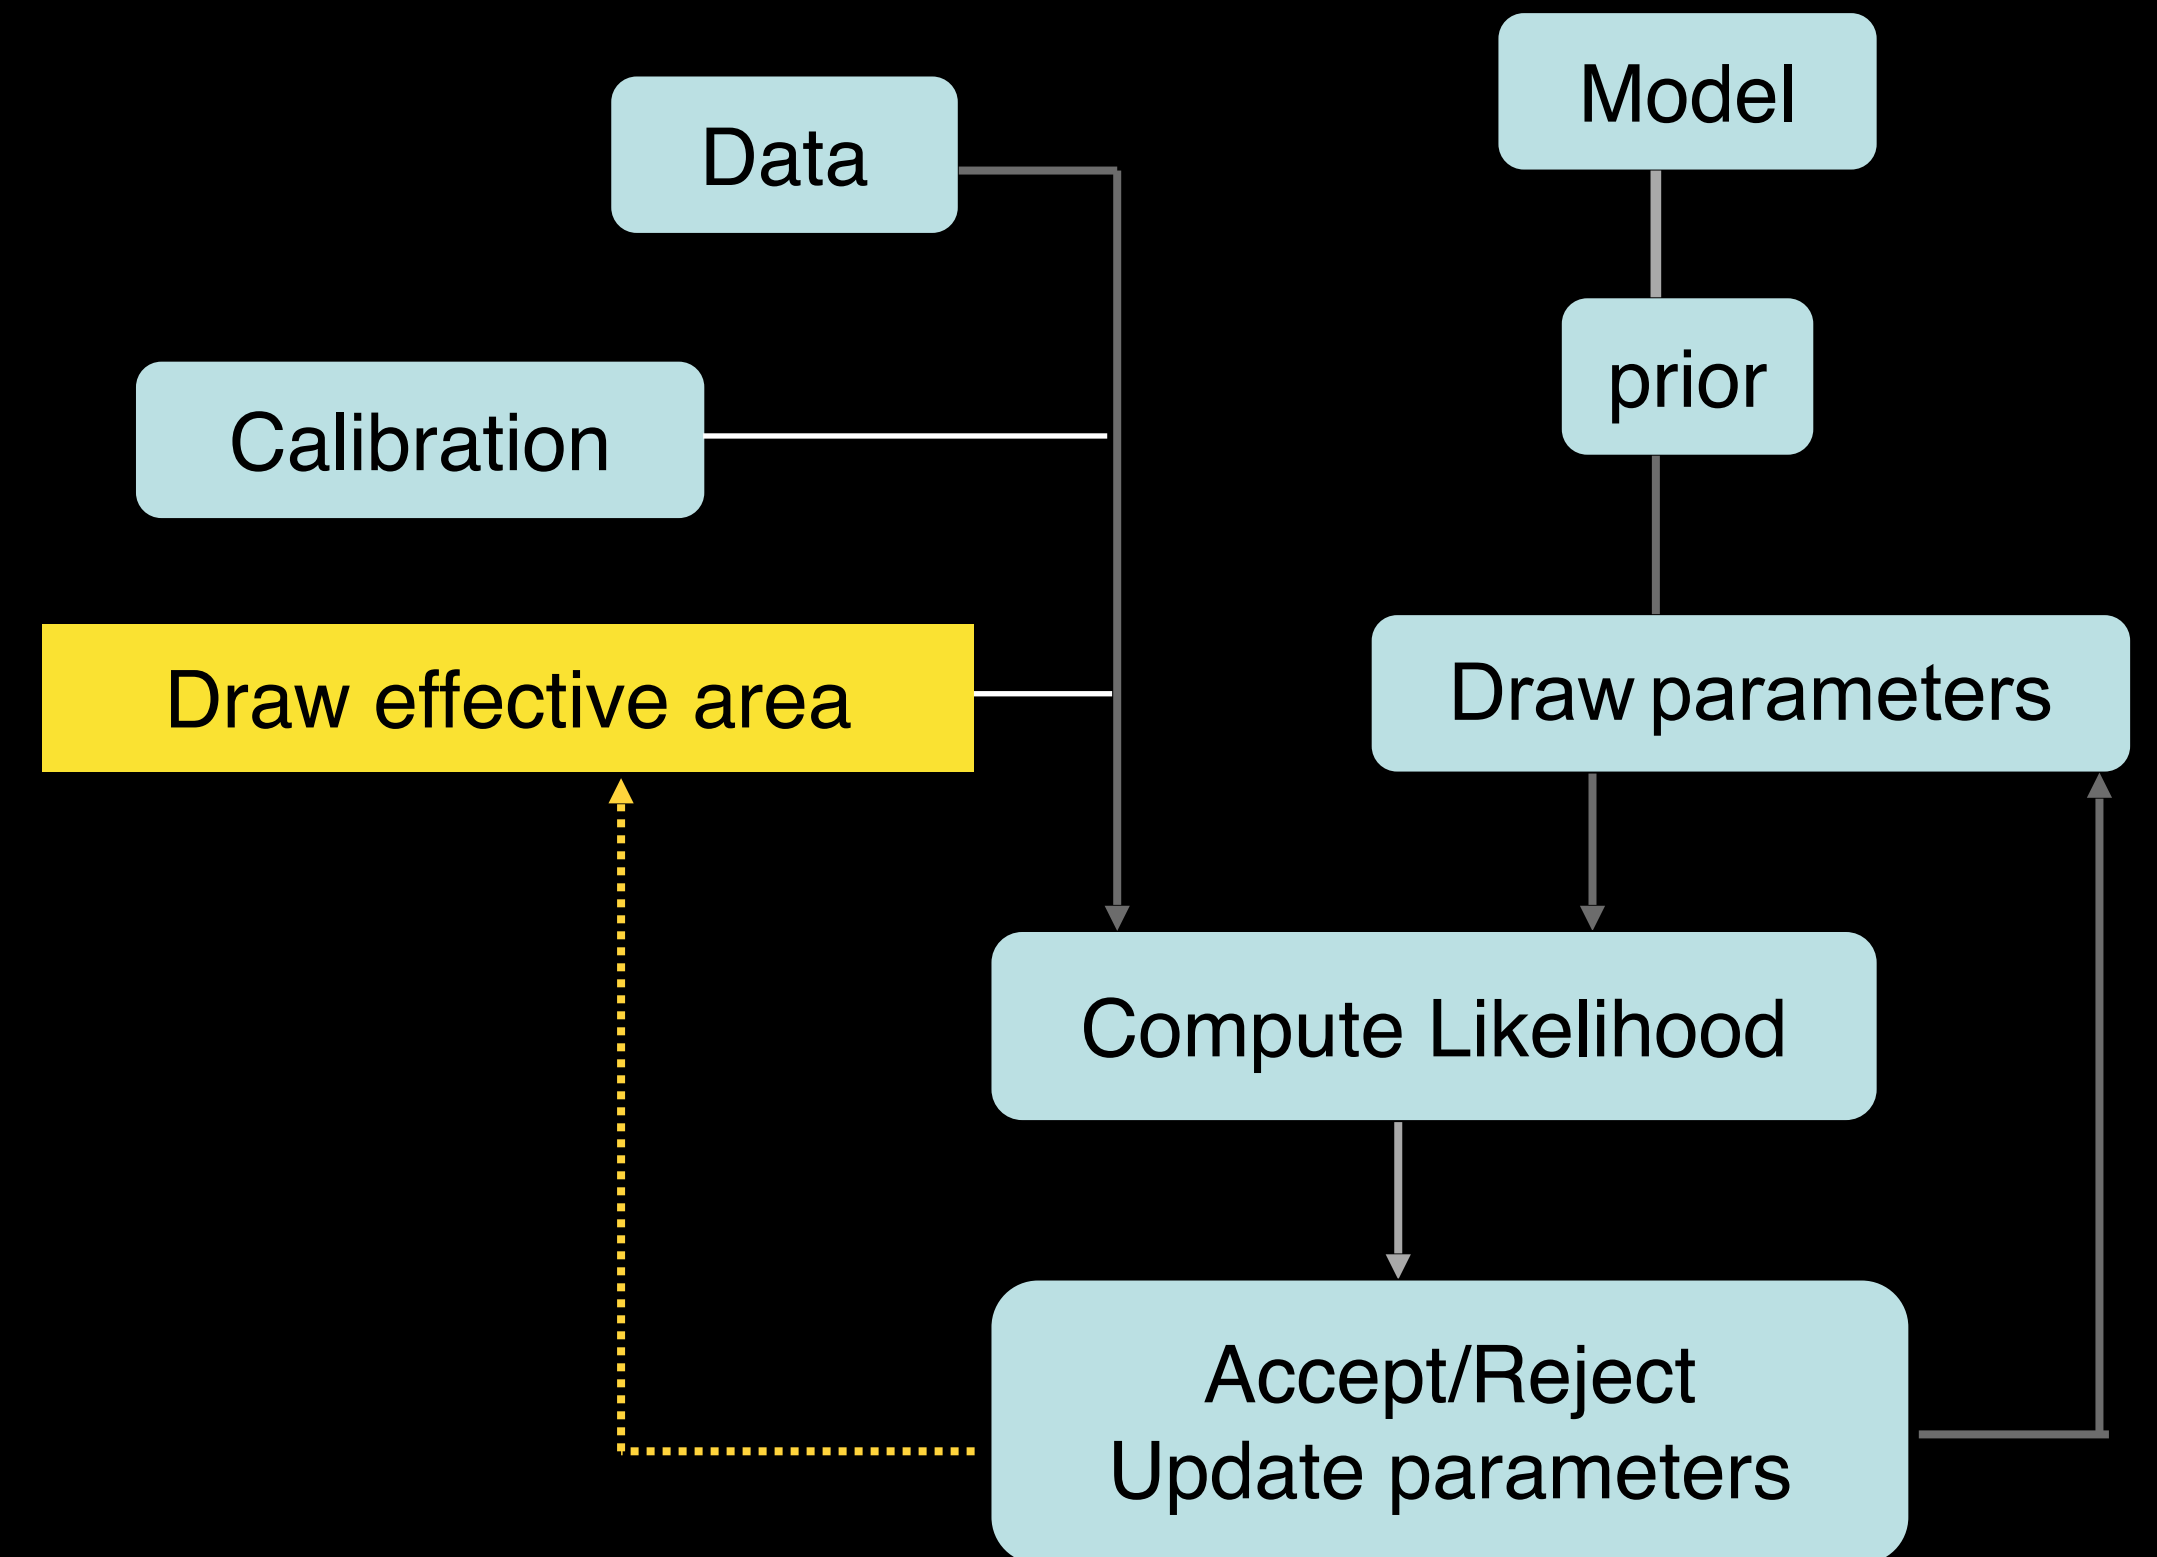 Model
Data
prior
Calibration
Draw effective area
Draw parameters
Compute Likelihood
Accept/Reject
Update parameters